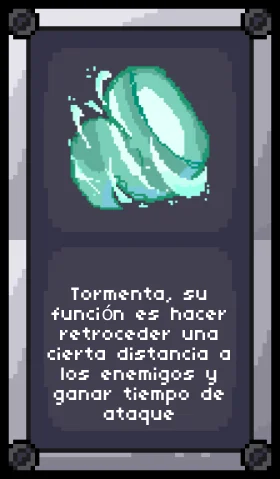 Tormenta, su
función es hacer
retroceder una
cierta distancia a
los enemigos y
ganar tiempo de
ataque